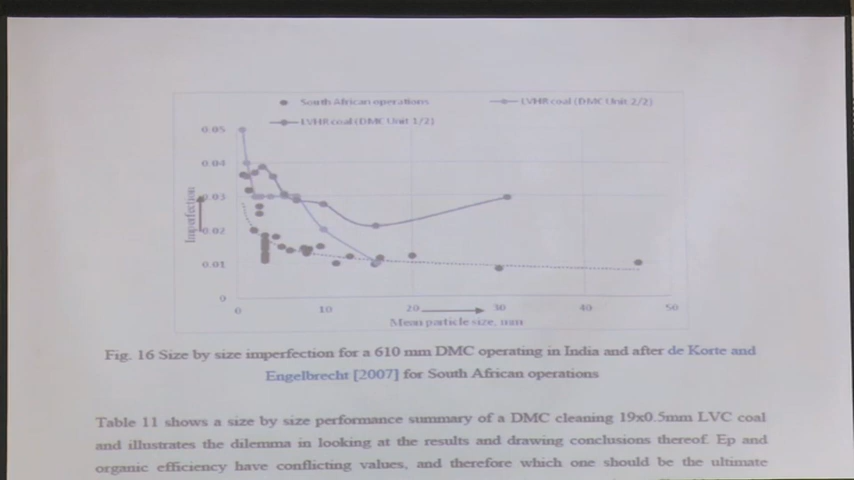 South African operations
LVHR coal (DMC Unit 2/2)
LVHR coal (DMC Unit 1/2)
0.05
0.04
0.03
0.02
0.01
0
Imperfection
0 10 20 30 40 50
Mean particle size, mm
Fig. 16 Size by size imperfection for a 610 mm DMC operating in India and after de Korte and
Engelbrecht [2007] for South African operations
Table 11 shows a size by size performance summary of a DMC cleaning 19x0.5mm LVC coal
and illustrates the dilemma in looking at the results and drawing conclusions thereof. Ep and
organic efficiency have conflicting values, and therefore which one should be the ultimate